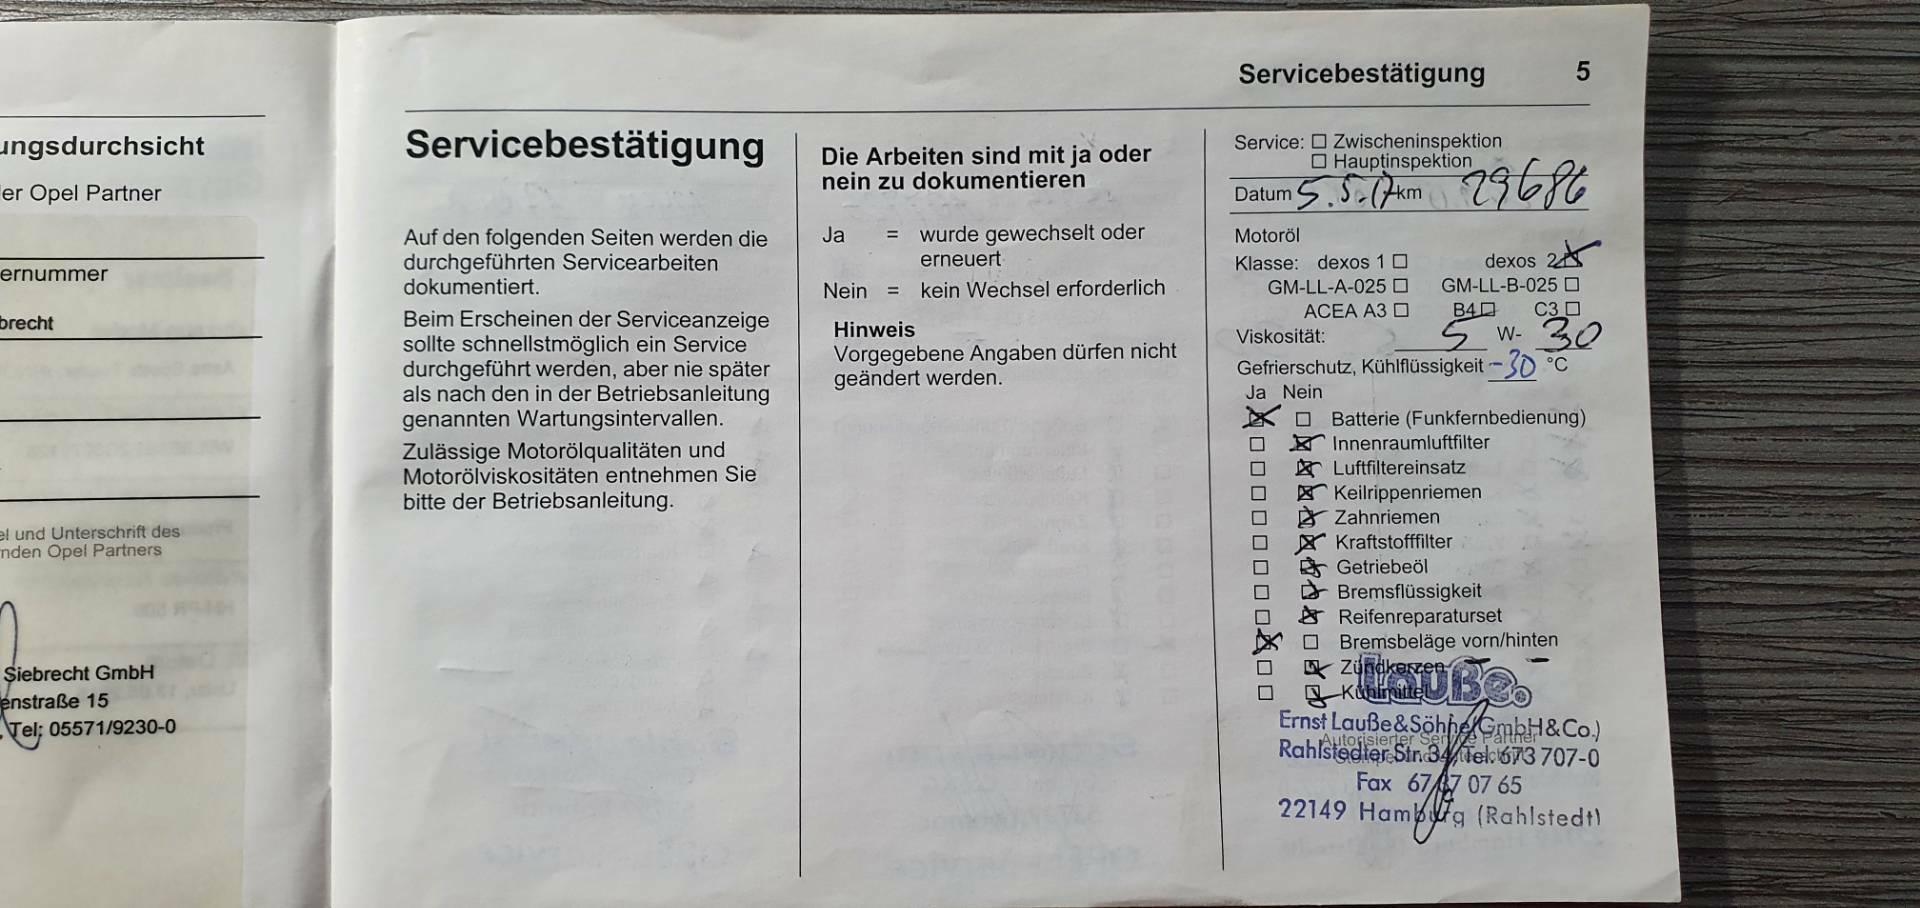 ungsdurchsicht
er Opel Partner
ernummer
brecht
el und Unterschrift des
nden Opel Partners
Siebrecht GmbH
enstraße 15
Tel: 05571/9230-0
Servicebestätigung 5
Servicebestätigung
Auf den folgenden Seiten werden die
durchgeführten Servicearbeiten
dokumentiert.
Beim Erscheinen der Serviceanzeige
sollte schnellstmöglich ein Service
durchgeführt werden, aber nie später
als nach den in der Betriebsanleitung
genannten Wartungsintervallen.
Zulässige Motorölqualitäten und
Motorölviskositäten entnehmen Sie
bitte der Betriebsanleitung.
Die Arbeiten sind mit ja oder
nein zu dokumentieren
Ja = wurde gewechselt oder
erneuert
Nein = kein Wechsel erforderlich
Hinweis
Vorgegebene Angaben dürfen nicht
geändert werden.
Service: Zwischeninspektion
Hauptinspektion
Datum 5.5.17 km 29686
Motoröl
Klasse: dexos 1 dexos 2
GM-LL-A-025 GM-LL-B-025
ACEA A3 B4 C3
Viskosität: 5 W- 30
Gefrierschutz, Kühlflüssigkeit -30 °C
Ja Nein
Batterie (Funkfernbedienung)
Innenraumluftfilter
Luftfiltereinsatz
Keilrippenriemen
Zahnriemen
Kraftstofffilter
Getriebeöl
Bremsflüssigkeit
Reifenreparaturset
Bremsbeläge vorn/hinten
Zündkerzen
Kühlmittel
Lauße
Ernst Lauße & Söhne (GmbH & Co.)
Autorisierter Service Partner
Rahlstedter Str. 34, Tel. 673 707-0
Fax 67 37 07 65
22149 Hamburg (Rahlstedt)